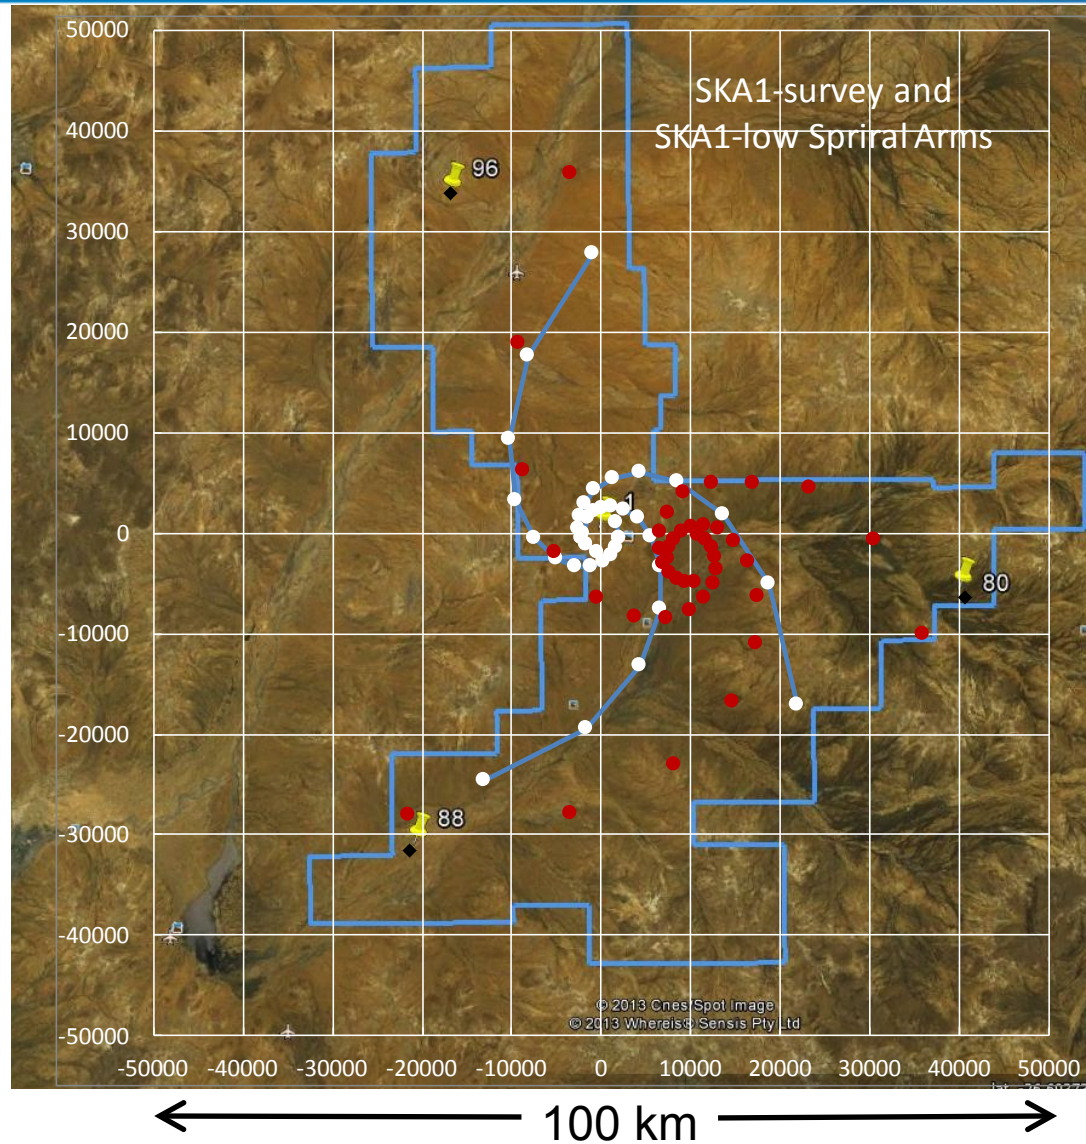 50000
SKA1-survey and
SKA1-low Spriral Arms
40000
96
30000
20000
10000
1
0
80
-10000
-20000
88
-30000
-40000
© 2013 Cnes/Spot Image
© 2013 Whereis® Sensis Pty Ltd
-50000
-50000 -40000 -30000 -20000 -10000 0 10000 20000 30000 40000 50000
100 km